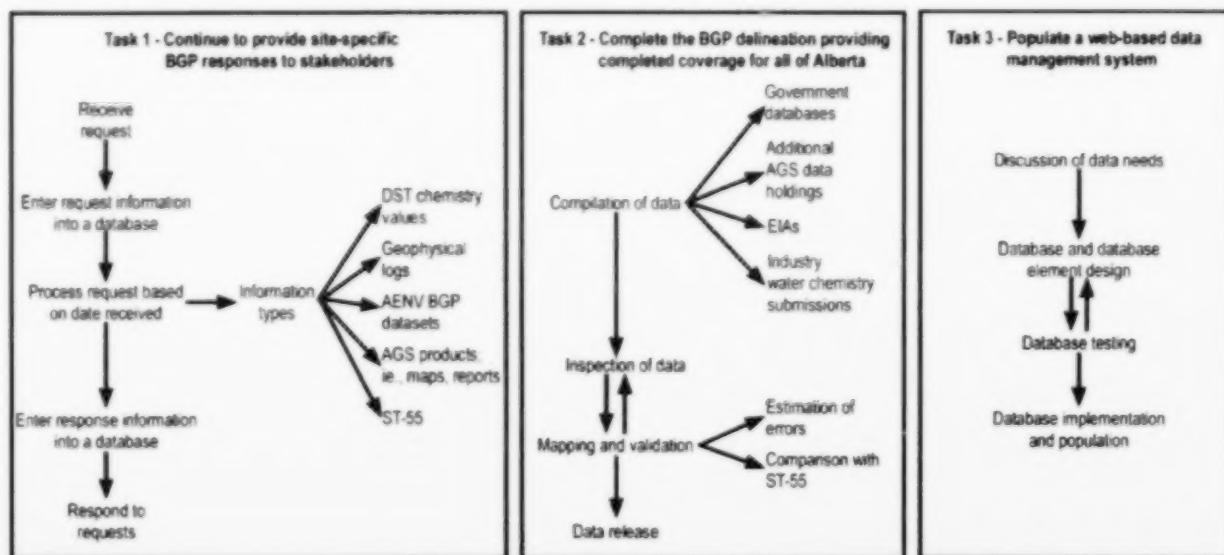 Task 1 - Continue to provide site-specific
BGP responses to stakeholders
Receive
request
Enter request information
into a database
Process request based
on date received
Information
types
DST chemistry
values
Geophysical
logs
AENV BGP
datasets
AGS products
ie., maps, reports
ST-55
Enter response information
into a database
Respond to
requests
Task 2 - Complete the BGP delineation providing
completed coverage for all of Alberta
Government
databases
Additional
AGS data
holdings
Compilation of data
EIAs
Industry
water chemistry
submissions
Inspection of data
Mapping and validation
Estimation of
errors
Comparison with
ST-55
Data release
Task 3 - Populate a web-based data
management system
Discussion of data needs
Database and database
element design
Database testing
Database implementation
and population